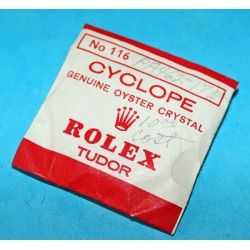 No 116
CYCLOPE
GENUINE OYSTER CRYSTAL
ROLEX
TUDOR